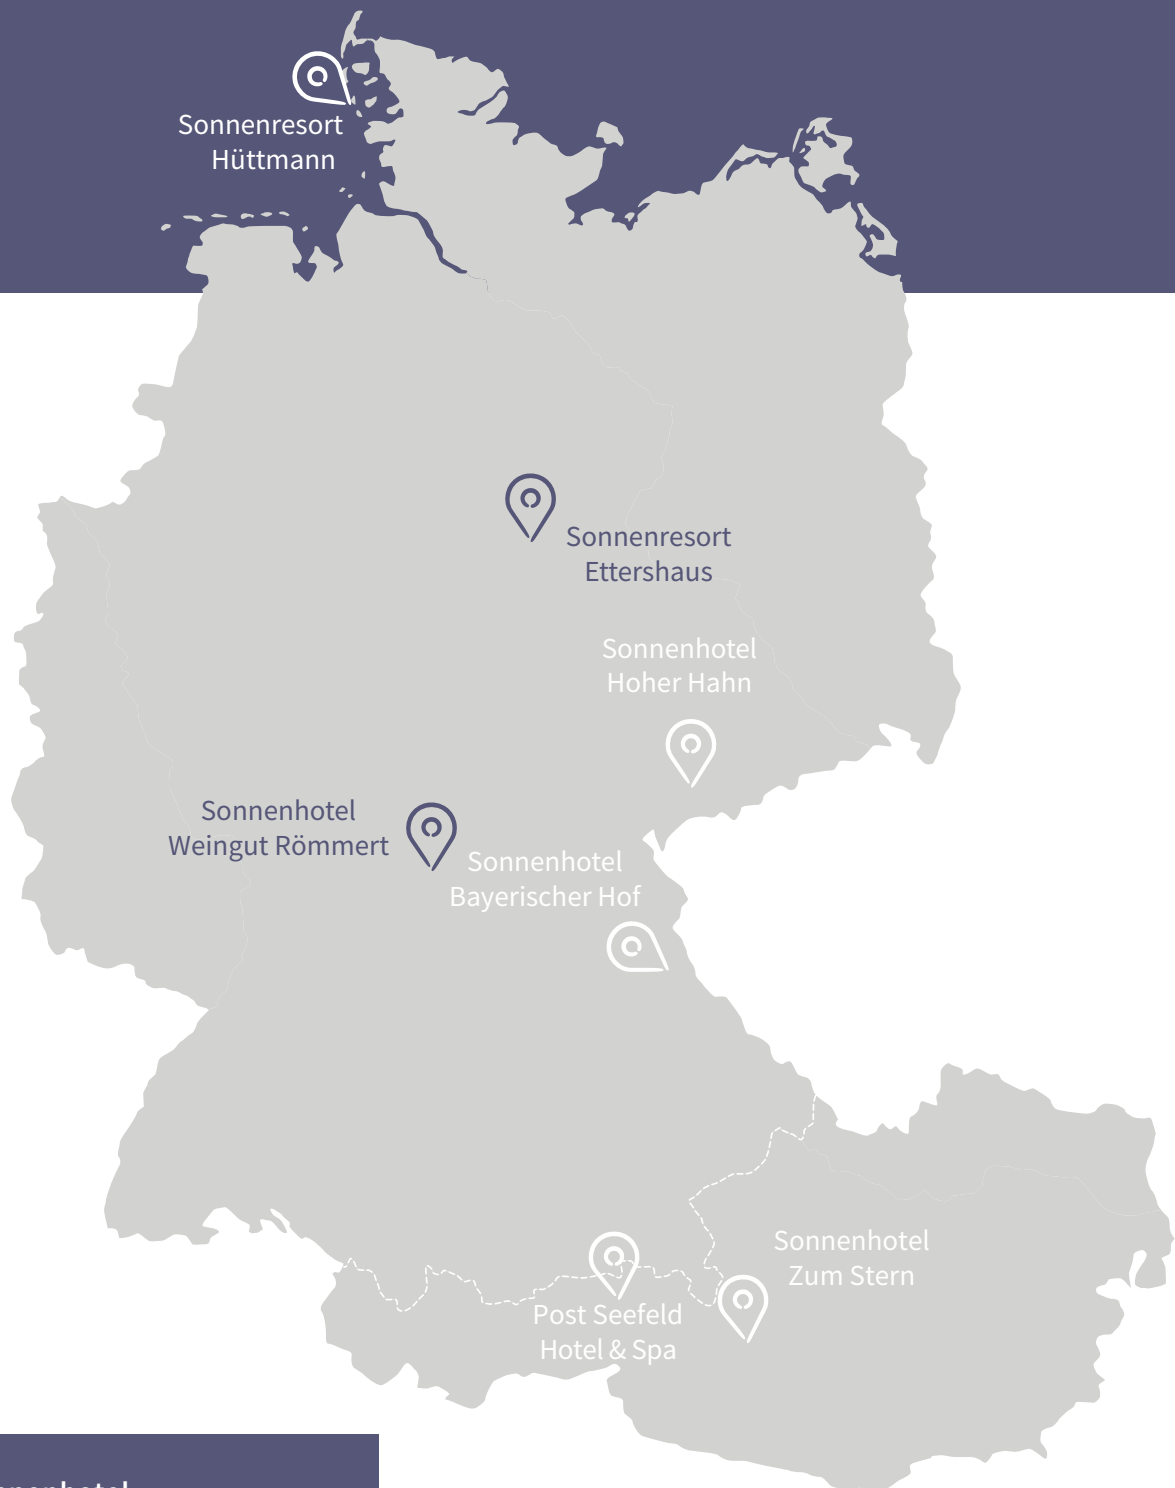 Sonnenresort
Hüttmann
Sonnenresort
Ettershaus
Sonnenhotel
Hoher Hahn
Sonnenhotel
Weingut Römmert
Sonnenhotel
Bayerischer Hof
Sonnenhotel
Zum Stern
Post Seefeld
Hotel & Spa